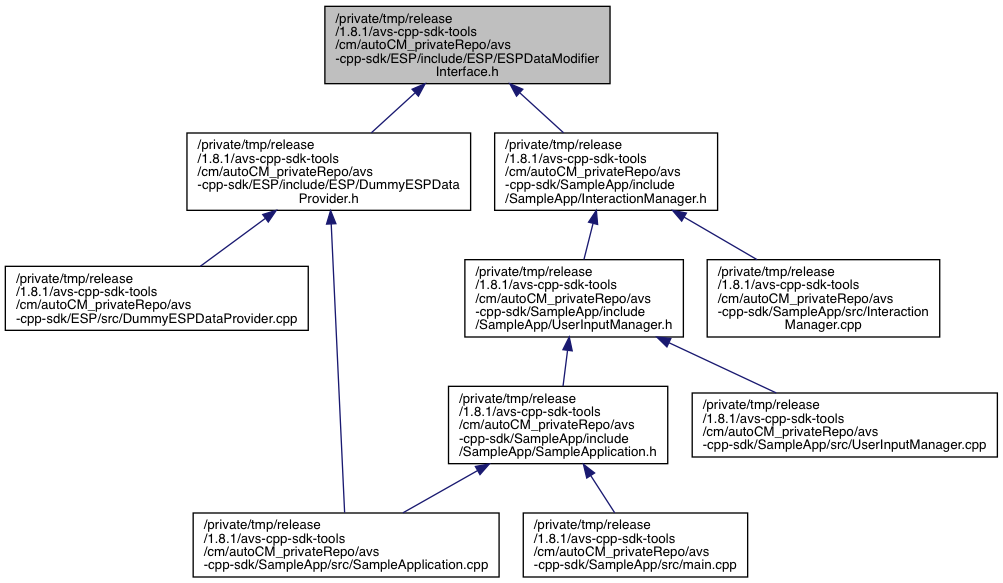 /private/tmp/release
/1.8.1/avs-cpp-sdk-tools
/cm/autoCM_privateRepo/avs
-cpp-sdk/ESP/include/ESP/ESPDataModifier
Interface.h
/private/tmp/release
/1.8.1/avs-cpp-sdk-tools
/cm/autoCM_privateRepo/avs
-cpp-sdk/ESP/include/ESP/DummyESPData
Provider.h
/private/tmp/release
/1.8.1/avs-cpp-sdk-tools
/cm/autoCM_privateRepo/avs
-cpp-sdk/SampleApp/include
/SampleApp/InteractionManager.h
/private/tmp/release
/1.8.1/avs-cpp-sdk-tools
/cm/autoCM_privateRepo/avs
-cpp-sdk/ESP/src/DummyESPDataProvider.cpp
/private/tmp/release
/1.8.1/avs-cpp-sdk-tools
/cm/autoCM_privateRepo/avs
-cpp-sdk/SampleApp/include
/SampleApp/UserInputManager.h
/private/tmp/release
/1.8.1/avs-cpp-sdk-tools
/cm/autoCM_privateRepo/avs
-cpp-sdk/SampleApp/src/Interaction
Manager.cpp
/private/tmp/release
/1.8.1/avs-cpp-sdk-tools
/cm/autoCM_privateRepo/avs
-cpp-sdk/SampleApp/include
/SampleApp/SampleApplication.h
/private/tmp/release
/1.8.1/avs-cpp-sdk-tools
/cm/autoCM_privateRepo/avs
-cpp-sdk/SampleApp/src/UserInputManager.cpp
/private/tmp/release
/1.8.1/avs-cpp-sdk-tools
/cm/autoCM_privateRepo/avs
-cpp-sdk/SampleApp/src/SampleApplication.cpp
/private/tmp/release
/1.8.1/avs-cpp-sdk-tools
/cm/autoCM_privateRepo/avs
-cpp-sdk/SampleApp/src/main.cpp